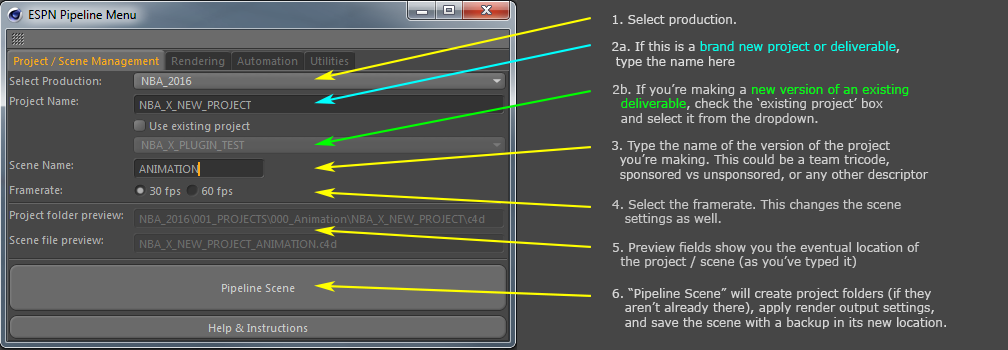 ESPN Pipeline Menu
Project / Scene Management Rendering Automation Utilities
Select Production: NBA_2016
Project Name: NBA_X_NEW_PROJECT
Use existing project
NBA_X_PLUGIN_TEST
Scene Name: ANIMATION
Framerate: 30 fps 60 fps
Project folder preview: NBA_2016\001_PROJECTS\000_Animation\NBA_X_NEW_PROJECT\c4d
Scene file preview: NBA_X_NEW_PROJECT_ANIMATION.c4d
Pipeline Scene
Help & Instructions
1. Select production.
2a. If this is a brand new project or deliverable,
type the name here
2b. If you're making a new version of an existing
deliverable, check the 'existing project' box
and select it from the dropdown.
3. Type the name of the version of the project
you're making. This could be a team tricode,
sponsored vs unsponsored, or any other descriptor
4. Select the framerate. This changes the scene
settings as well.
5. Preview fields show you the eventual location of
the project / scene (as you've typed it)
6. "Pipeline Scene" will create project folders (if they
aren't already there), apply render output settings,
and save the scene with a backup in its new location.